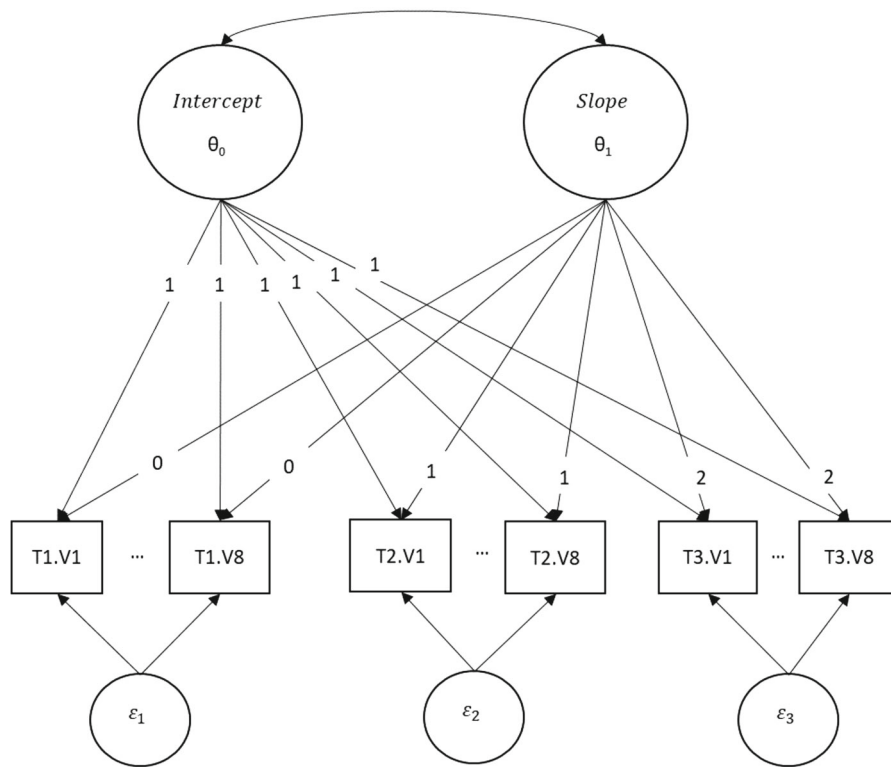 Intercept
θ0
Slope
θ1
1 1 1 1 1 1
0 0 1 1 2 2
T1.V1 ... T1.V8 T2.V1 ... T2.V8 T3.V1 ... T3.V8
ε1 ε2 ε3